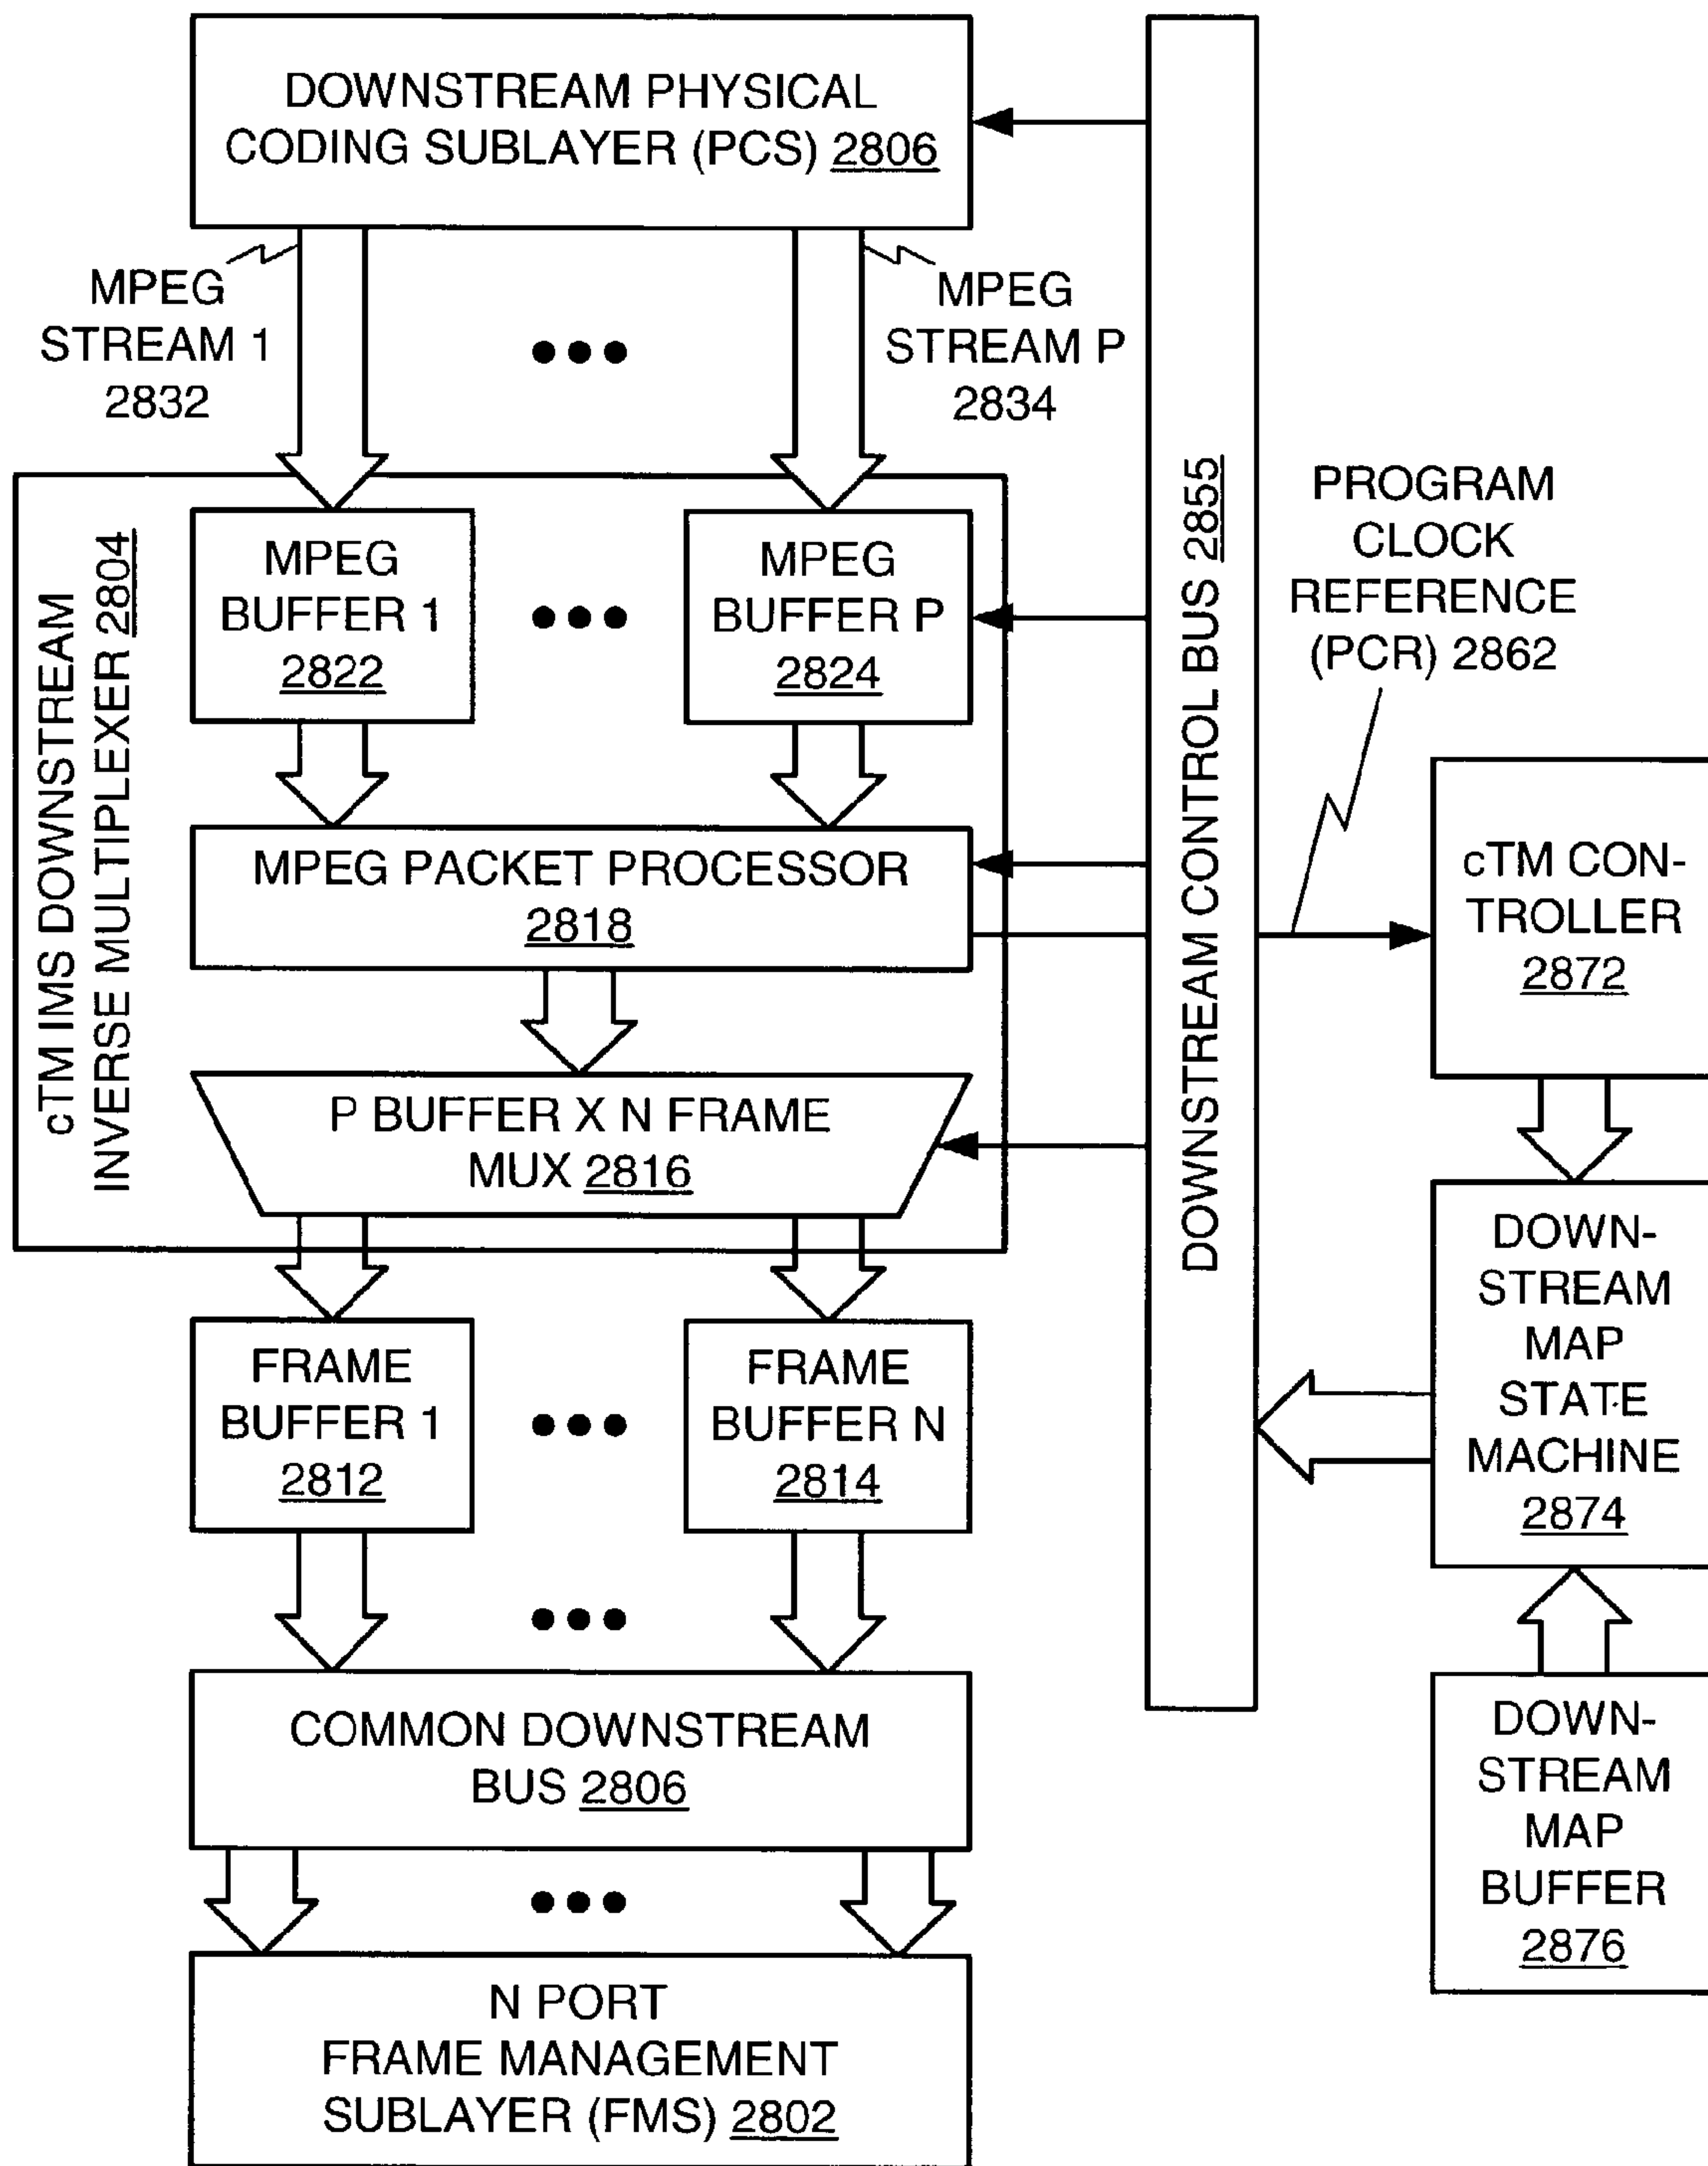 DOWNSTREAM PHYSICAL
CODING SUBLAYER (PCS) 2806
MPEG
STREAM 1
2832
MPEG
STREAM P
2834
cTM IMS DOWNSTREAM
INVERSE MULTIPLEXER 2804
MPEG
BUFFER 1
2822
MPEG
BUFFER P
2824
MPEG PACKET PROCESSOR
2818
P BUFFER X N FRAME
MUX 2816
FRAME
BUFFER 1
2812
FRAME
BUFFER N
2814
COMMON DOWNSTREAM
BUS 2806
N PORT
FRAME MANAGEMENT
SUBLAYER (FMS) 2802
DOWNSTREAM CONTROL BUS 2855
PROGRAM
CLOCK
REFERENCE
(PCR) 2862
cTM CON-
TROLLER
2872
DOWN-
STREAM
MAP
STATE
MACHINE
2874
DOWN-
STREAM
MAP
BUFFER
2876